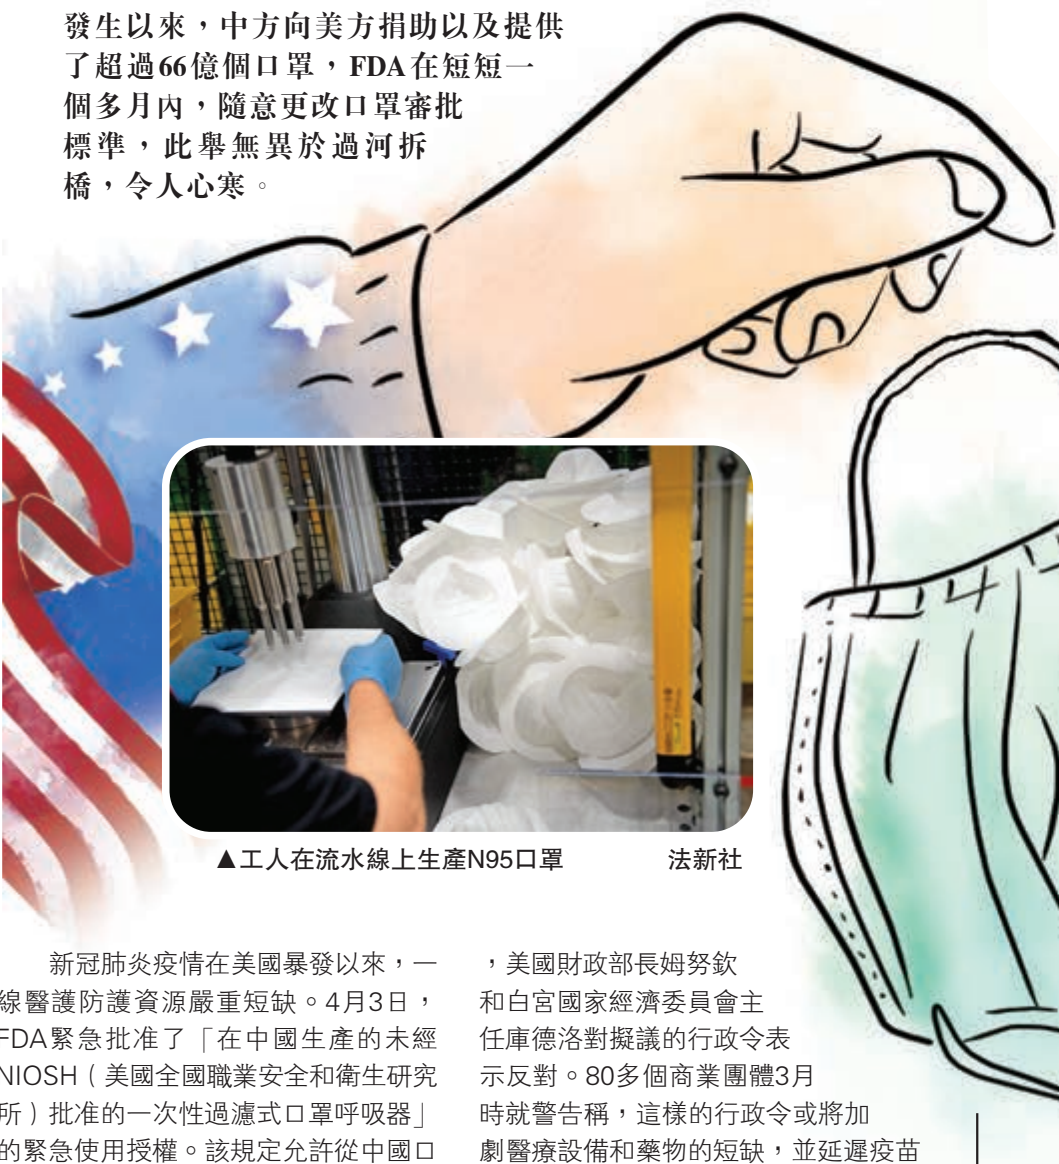 發生以來，中方向美方捐助以及提供
了超過66億個口罩，FDA在短短一
個多月內，隨意更改口罩審批
標準，此舉無異於過河拆
橋，令人心寒。
▲工人在流水線上生產N95口罩 法新社
新冠肺炎疫情在美國暴發以來，一
線醫護防護資源嚴重短缺。4月3日，
FDA緊急批准了「在中國生產的未經
NIOSH（美國全國職業安全和衛生研究
所）批准的一次性過濾式口罩呼吸器」
的緊急使用授權。該規定允許從中國口
，美國財政部長姆努欽
和白宮國家經濟委員會主
任庫德洛對擬議的行政令表
示反對。80多個商業團體3月
時就警告稱，這樣的行政令或將加
劇醫療設備和藥物的短缺，並延遲疫苗